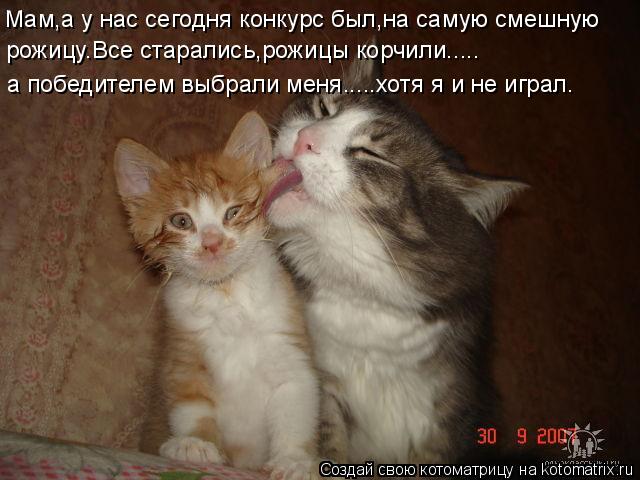 Мам,а у нас сегодня конкурс был,на самую смешную
рожицу.Все старались,рожицы корчили.....
а победителем выбрали меня.....хотя я и не играл.
30 9 2007
Создай свою котоматрицу на kotomatrix.ru